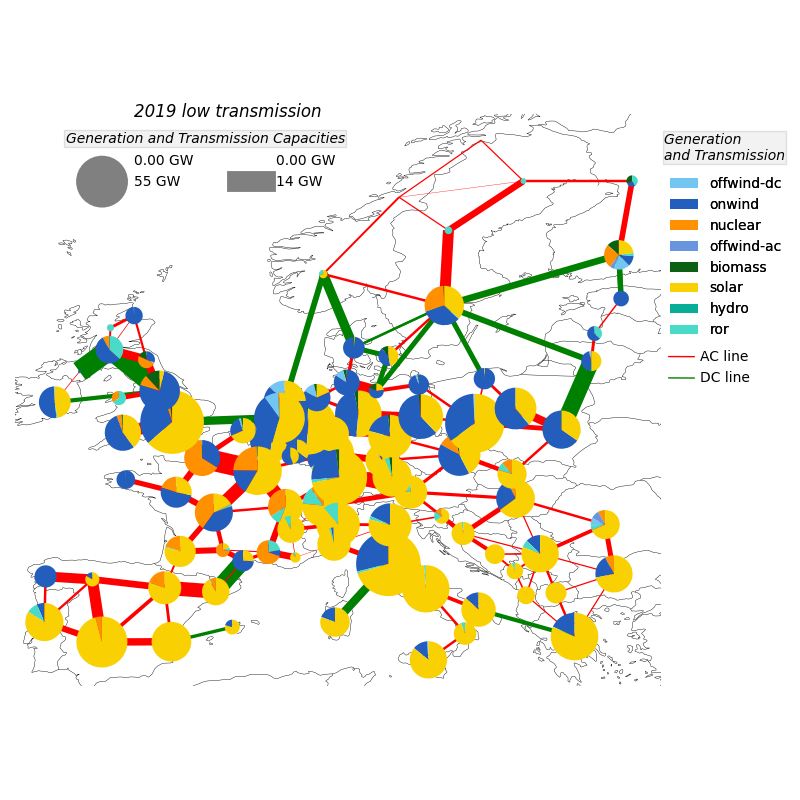 2019 low transmission
Generation and Transmission Capacities
0.00 GW
0.00 GW
55 GW
14 GW
Generation
and Transmission
offwind-dc
onwind
nuclear
offwind-ac
biomass
solar
hydro
ror
AC line
DC line